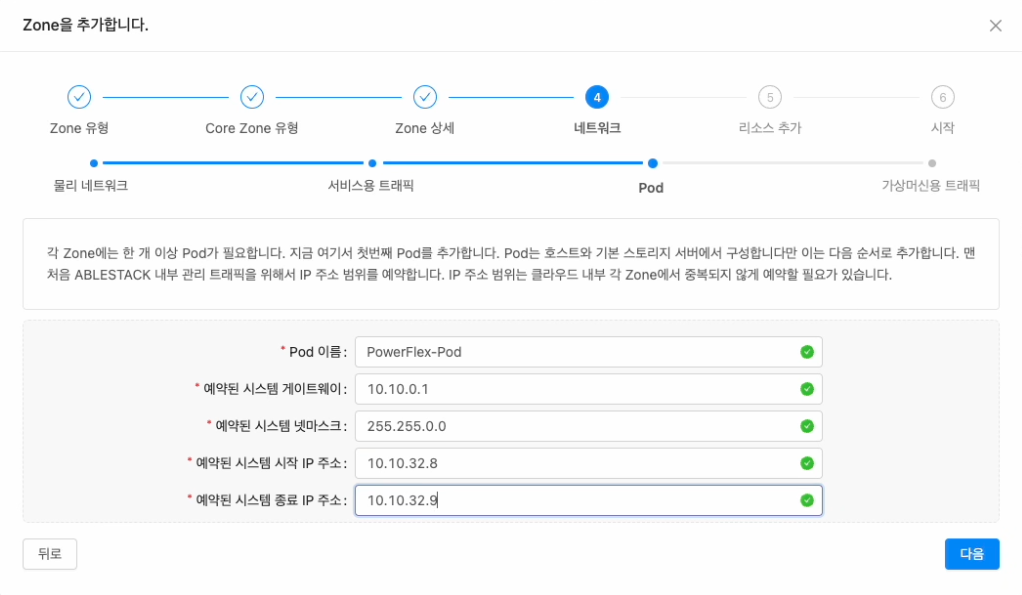 Zone을 추가합니다.
4
5
6
Zone 유형
Core Zone 유형
Zone 상세
네트워크
리소스 추가
시작
물리 네트워크
서비스용 트래픽
Pod
가상머신용 트래픽
각 Zone에는 한 개 이상 Pod가 필요합니다. 지금 여기서 첫번째 Pod를 추가합니다. Pod는 호스트와 기본 스토리지 서버에서 구성합니다만 이는 다음 순서로 추가합니다. 맨
처음 ABLESTACK 내부 관리 트래픽을 위해서 IP 주소 범위를 예약합니다. IP 주소 범위는 클라우드 내부 각 Zone에서 중복되지 않게 예약할 필요가 있습니다.
* Pod 이름: PowerFlex-Pod
* 예약된 시스템 게이트웨이: 10.10.0.1
* 예약된 시스템 넷마스크: 255.255.0.0
* 예약된 시스템 시작 IP 주소: 10.10.32.8
* 예약된 시스템 종료 IP 주소: 10.10.32.9
뒤로
다음